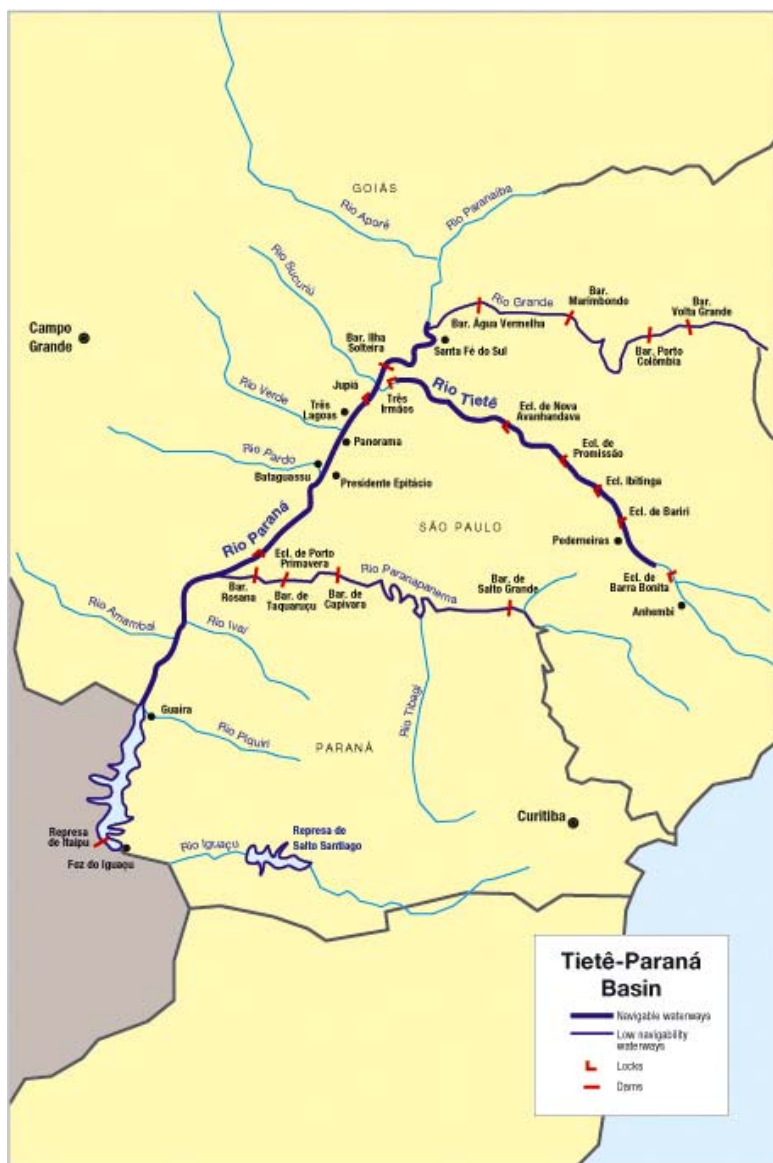 GOIÁS
Rio Aporé
Rio Paranaíba
Rio Sucuriú
Rio Grande
Bar.
Marimbondo
Bar.
Volta Grande
Bar. Água Vermelha
Campo
Grande
Bar. Ilha
Solteira
Santa Fé do Sul
Bar. Porto
Colômbia
Rio Verde
Jupiá
Três
Irmãos
Rio Tietê
Três
Lagoas
Ecl. de Nova
Avanhandava
Panorama
Ecl. de
Promissão
Rio Pardo
Bataguassu
Presidente Epitácio
Ecl. Ibitinga
Rio Paraná
SÃO PAULO
Ecl. de Bariri
Pederneiras
Ecl. de Porto
Primavera
Rio Paranapanema
Bar.
Rosana
Bar. de
Taquaruçu
Bar. de
Capivara
Bar. de
Salto Grande
Ecl. de
Barra Bonita
Anhembi
Rio Amambai
Rio Ivaí
Rio Tibagi
Guaira
Rio Piquiri
PARANÁ
Curitiba
Represa
de Itaipu
Foz do Iguaçu
Rio Iguaçu
Represa de
Salto Santiago
Tietê-Paraná
Basin
Navigable waterways
Low navigability
waterways
Locks
Dams